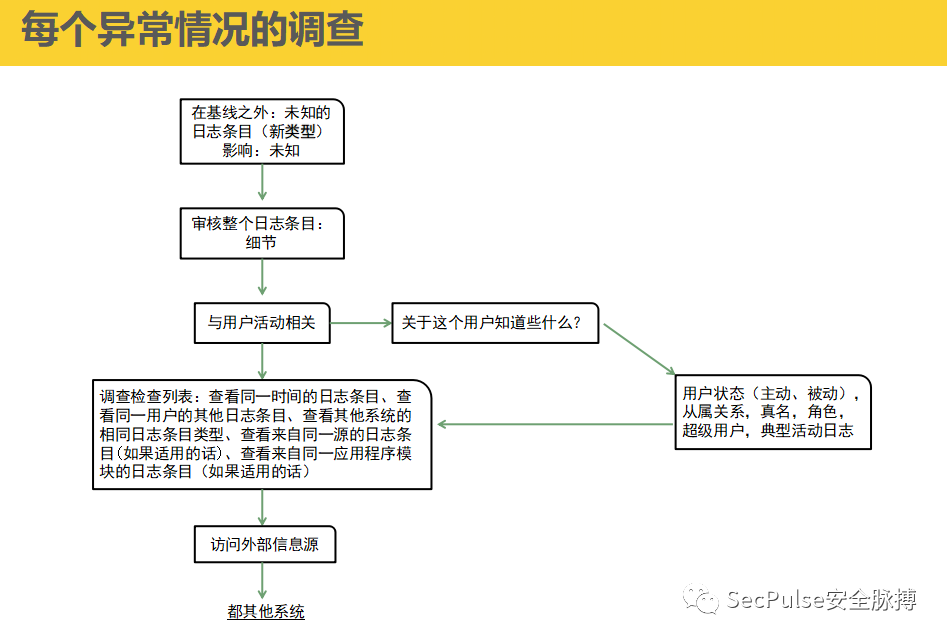 每个异常情况的调查
在基线之外：未知的
日志条目（新类型）
影响：未知
审核整个日志条目：
细节
与用户活动相关
关于这个用户知道些什么？
用户状态（主动、被动），
从属关系，真名，角色，
超级用户，典型活动日志
调查检查列表：查看同一时间的日志条目、查
看同一用户的其他日志条目、查看其他系统的
相同日志条目类型、查看来自同一源的日志条
目(如果适用的话)、查看来自同一应用程序模
块的日志条目（如果适用的话）
访问外部信息源
都其他系统
SecPulse安全脉搏